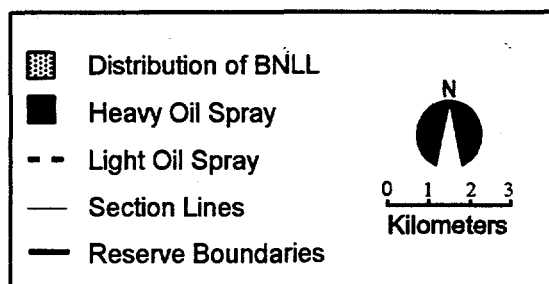 Distribution of BNLL
Heavy Oil Spray
Light Oil Spray
Section Lines
Reserve Boundaries
N
0 1 2 3
Kilometers